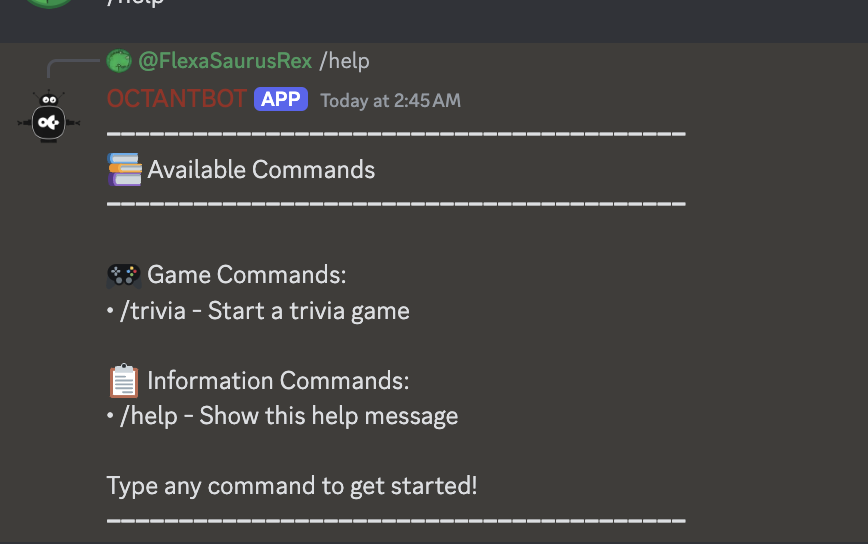 /help
@FlexaSaurusRex /help
OCTANTBOT APP Today at 2:45 AM
----------------------------------------
📚 Available Commands
----------------------------------------
🎮 Game Commands:
• /trivia - Start a trivia game
📋 Information Commands:
• /help - Show this help message
Type any command to get started!
----------------------------------------